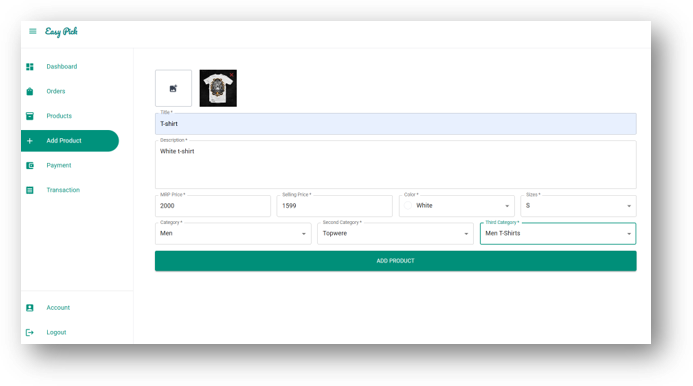 Easy Pick
Dashboard
Orders
Products
Add Product
Payment
Transaction
Account
Logout
Title *
T-shirt
Description *
White t-shirt
MRP Price * Selling Price * Color * Sizes *
2000 1599 White S
Category * Second Category * Third Category *
Men Topwere Men T-Shirts
ADD PRODUCT